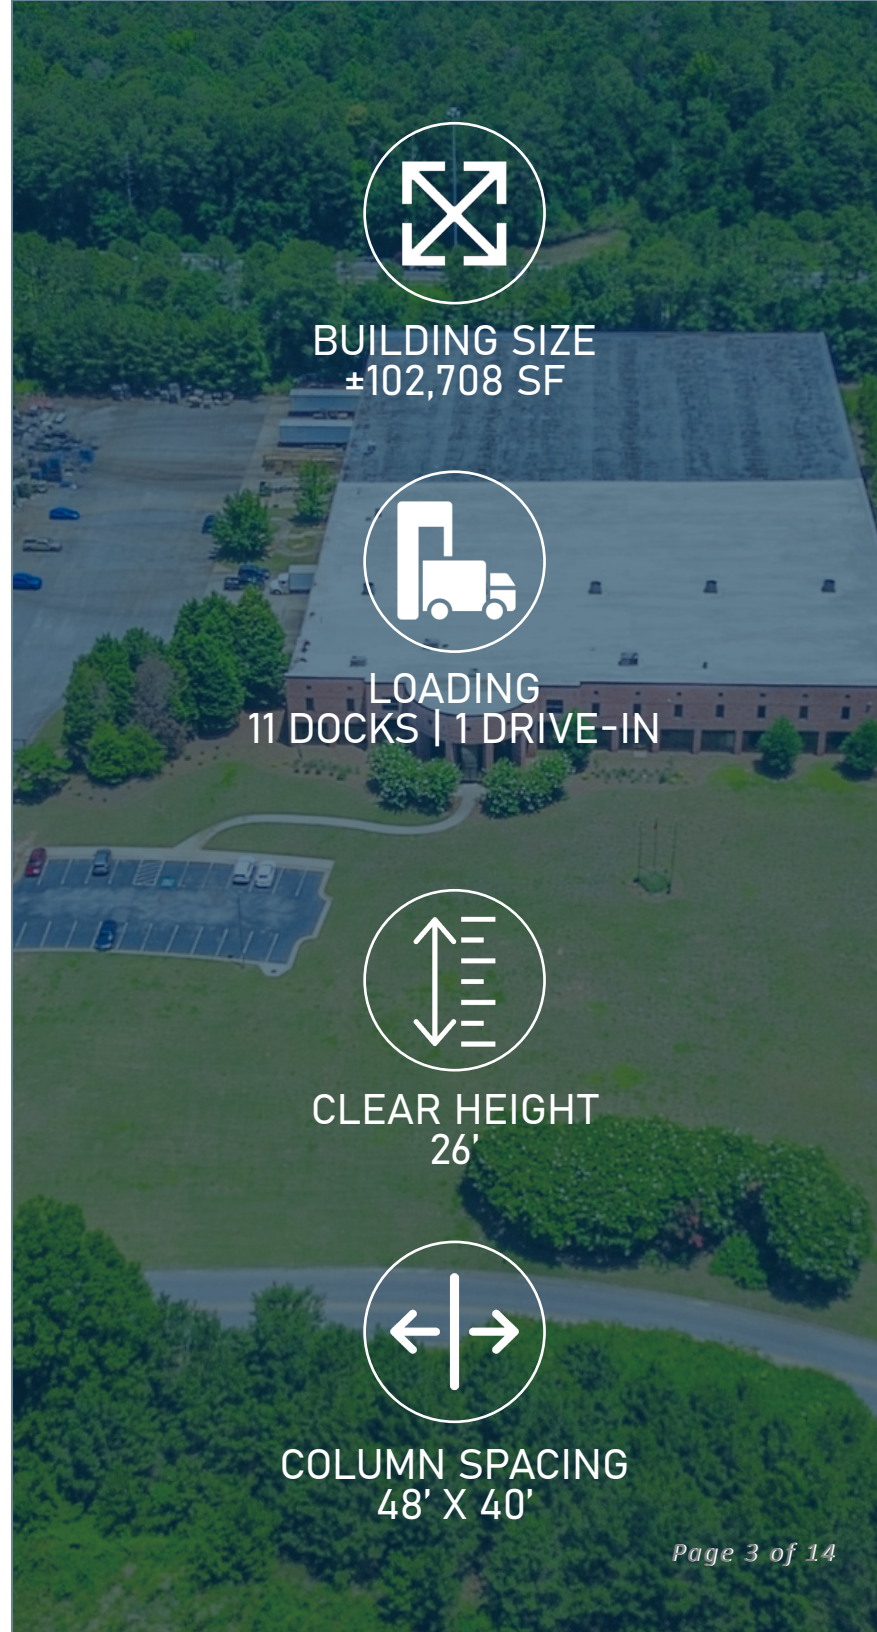 BUILDING SIZE
±102,708 SF
LOADING
11 DOCKS | 1 DRIVE-IN
CLEAR HEIGHT
26’
COLUMN SPACING
48’ X 40’
Page 3 of 14